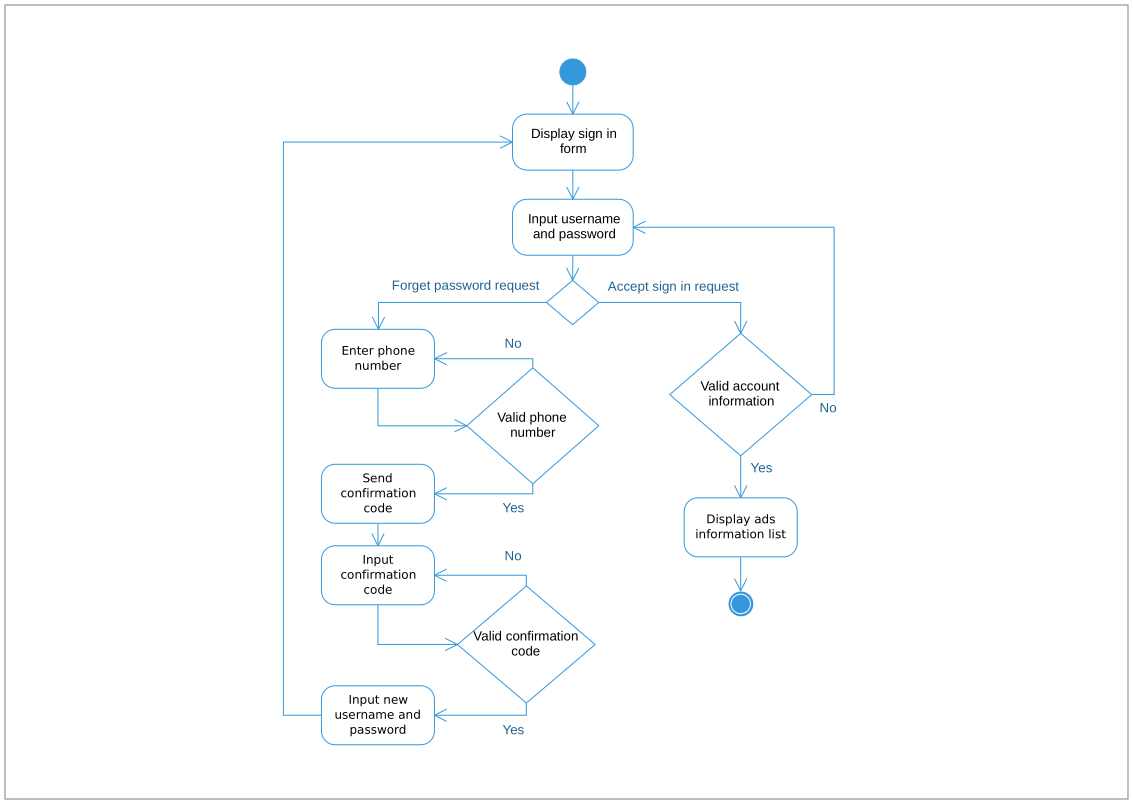 Display sign in
form
Input username
and password
Forget password request
Accept sign in request
Enter phone
number
No
Valid phone
number
Valid account
information
No
Yes
Send
confirmation
code
Yes
Display ads
information list
Input
confirmation
code
No
Valid confirmation
code
Input new
username and
password
Yes